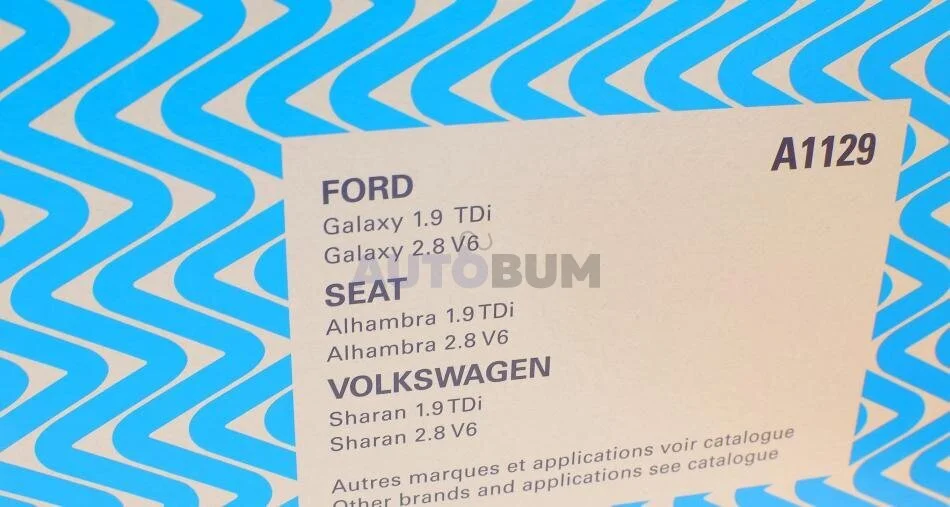 A1129
FORD
Galaxy 1.9 TDi
Galaxy 2.8 V6
AUTOBUM
SEAT
Alhambra 1.9 TDi
Alhambra 2.8 V6
VOLKSWAGEN
Sharan 1.9 TDi
Sharan 2.8 V6
Autres marques et applications voir catalogue
Other brands and applications see catalogue